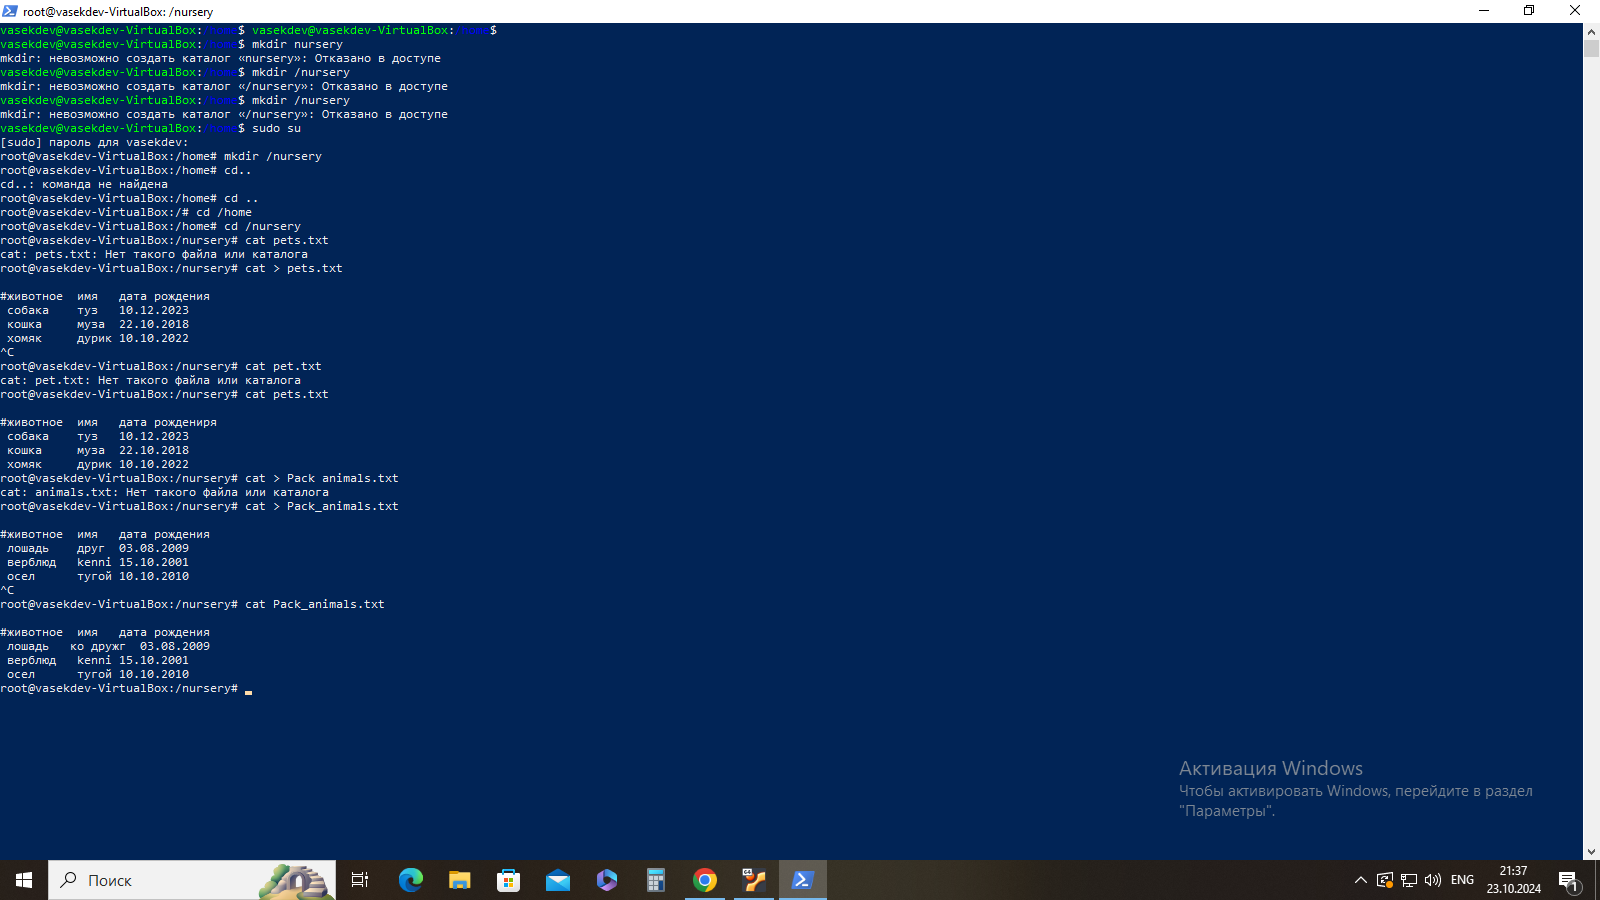 root@vasekdev-VirtualBox: /nursery
vasekdev@vasekdev-VirtualBox:/home$ vasekdev@vasekdev-VirtualBox:/home$
vasekdev@vasekdev-VirtualBox:/home$ mkdir nursery
mkdir: невозможно создать каталог «nursery»: Отказано в доступе
vasekdev@vasekdev-VirtualBox:/home$ mkdir /nursery
mkdir: невозможно создать каталог «/nursery»: Отказано в доступе
vasekdev@vasekdev-VirtualBox:/home$ mkdir /nursery
mkdir: невозможно создать каталог «/nursery»: Отказано в доступе
vasekdev@vasekdev-VirtualBox:/home$ sudo su
[sudo] пароль для vasekdev:
root@vasekdev-VirtualBox:/home# mkdir /nursery
root@vasekdev-VirtualBox:/home# cd..
cd..: команда не найдена
root@vasekdev-VirtualBox:/home# cd ..
root@vasekdev-VirtualBox:/# cd /home
root@vasekdev-VirtualBox:/home# cd /nursery
root@vasekdev-VirtualBox:/nursery# cat pets.txt
cat: pets.txt: Нет такого файла или каталога
root@vasekdev-VirtualBox:/nursery# cat > pets.txt
#животное  имя   дата рождения
собака    туз   10.12.2023
кошка     муза  22.10.2018
хомяк     дурик 10.10.2022
^C
root@vasekdev-VirtualBox:/nursery# cat pet.txt
cat: pet.txt: Нет такого файла или каталога
root@vasekdev-VirtualBox:/nursery# cat pets.txt
#животное  имя   дата рождениря
собака    туз   10.12.2023
кошка     муза  22.10.2018
хомяк     дурик 10.10.2022
root@vasekdev-VirtualBox:/nursery# cat > Pack animals.txt
cat: animals.txt: Нет такого файла или каталога
root@vasekdev-VirtualBox:/nursery# cat > Pack_animals.txt
#животное  имя   дата рождения
лошадь    друг  03.08.2009
верблюд   kenni 15.10.2001
осел      тугой 10.10.2010
^C
root@vasekdev-VirtualBox:/nursery# cat Pack_animals.txt
#животное  имя   дата рождения
лошадь   ко дружг  03.08.2009
верблюд   kenni 15.10.2001
осел      тугой 10.10.2010
root@vasekdev-VirtualBox:/nursery#
Активация Windows
Чтобы активировать Windows, перейдите в раздел
"Параметры".
Поиск
64
ENG
21:37
23.10.2024
1